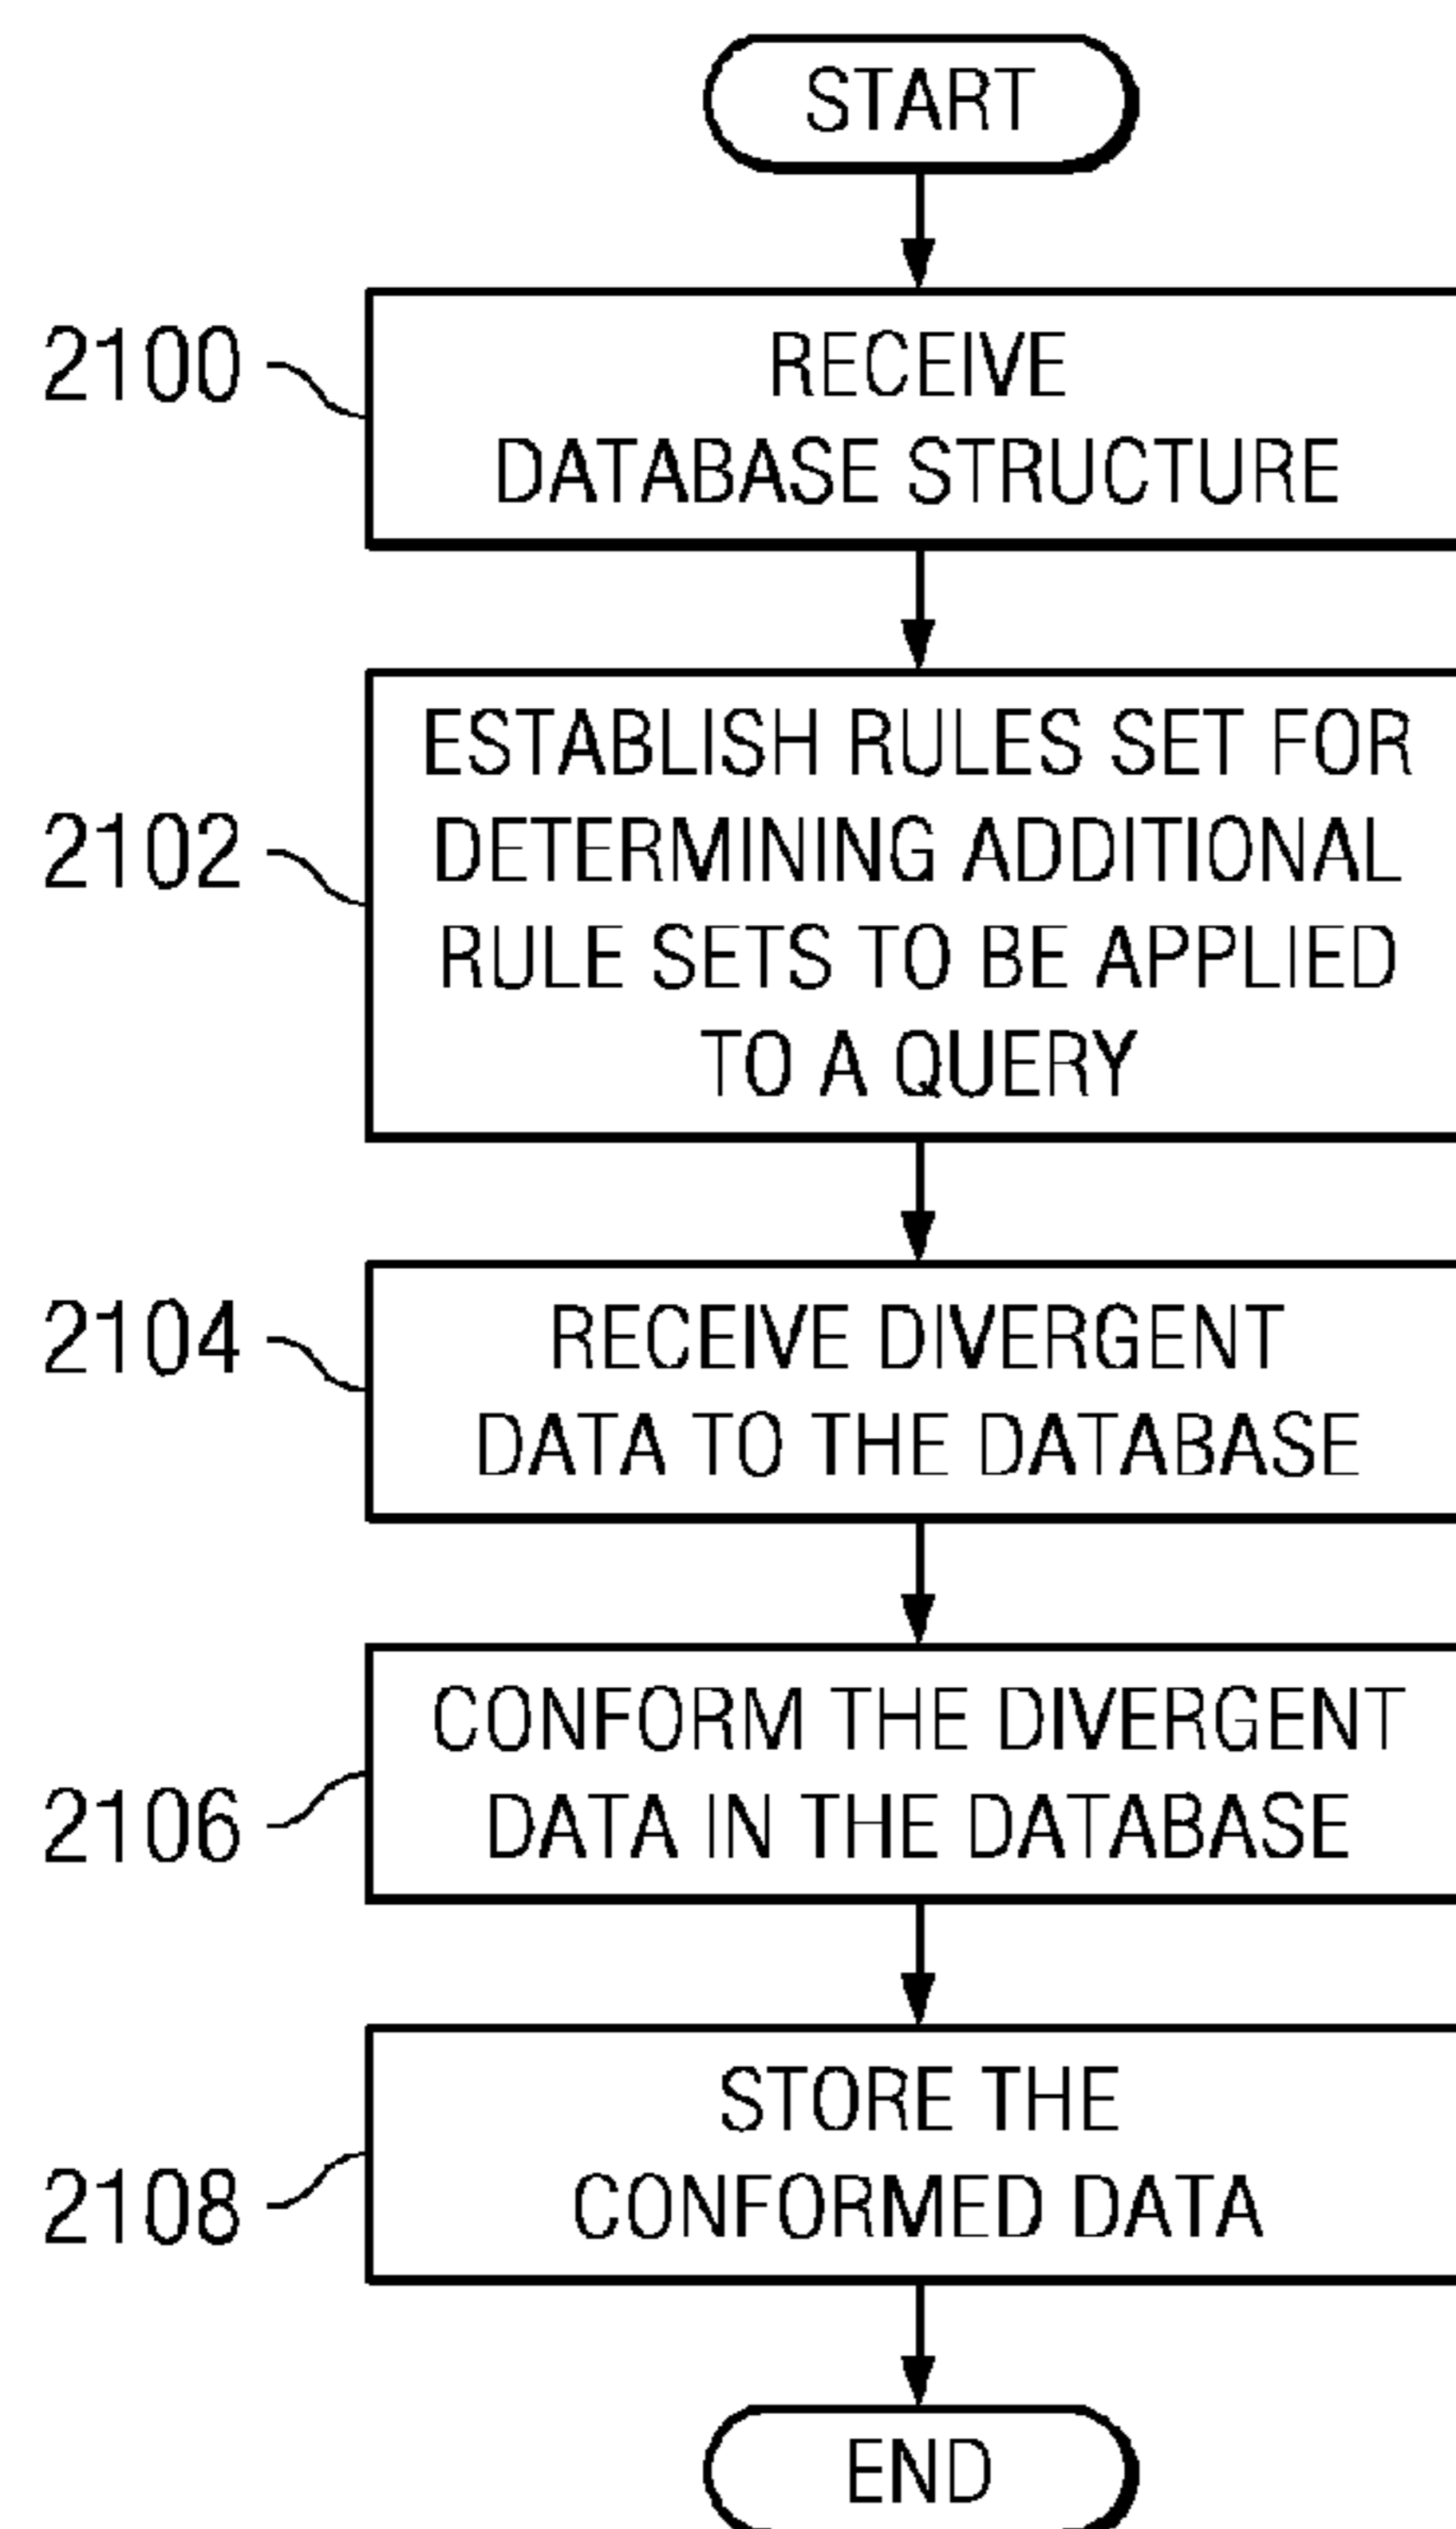 START
2100
RECEIVE
DATABASE STRUCTURE
2102
ESTABLISH RULES SET FOR
DETERMINING ADDITIONAL
RULE SETS TO BE APPLIED
TO A QUERY
2104
RECEIVE DIVERGENT
DATA TO THE DATABASE
2106
CONFORM THE DIVERGENT
DATA IN THE DATABASE
2108
STORE THE
CONFORMED DATA
END